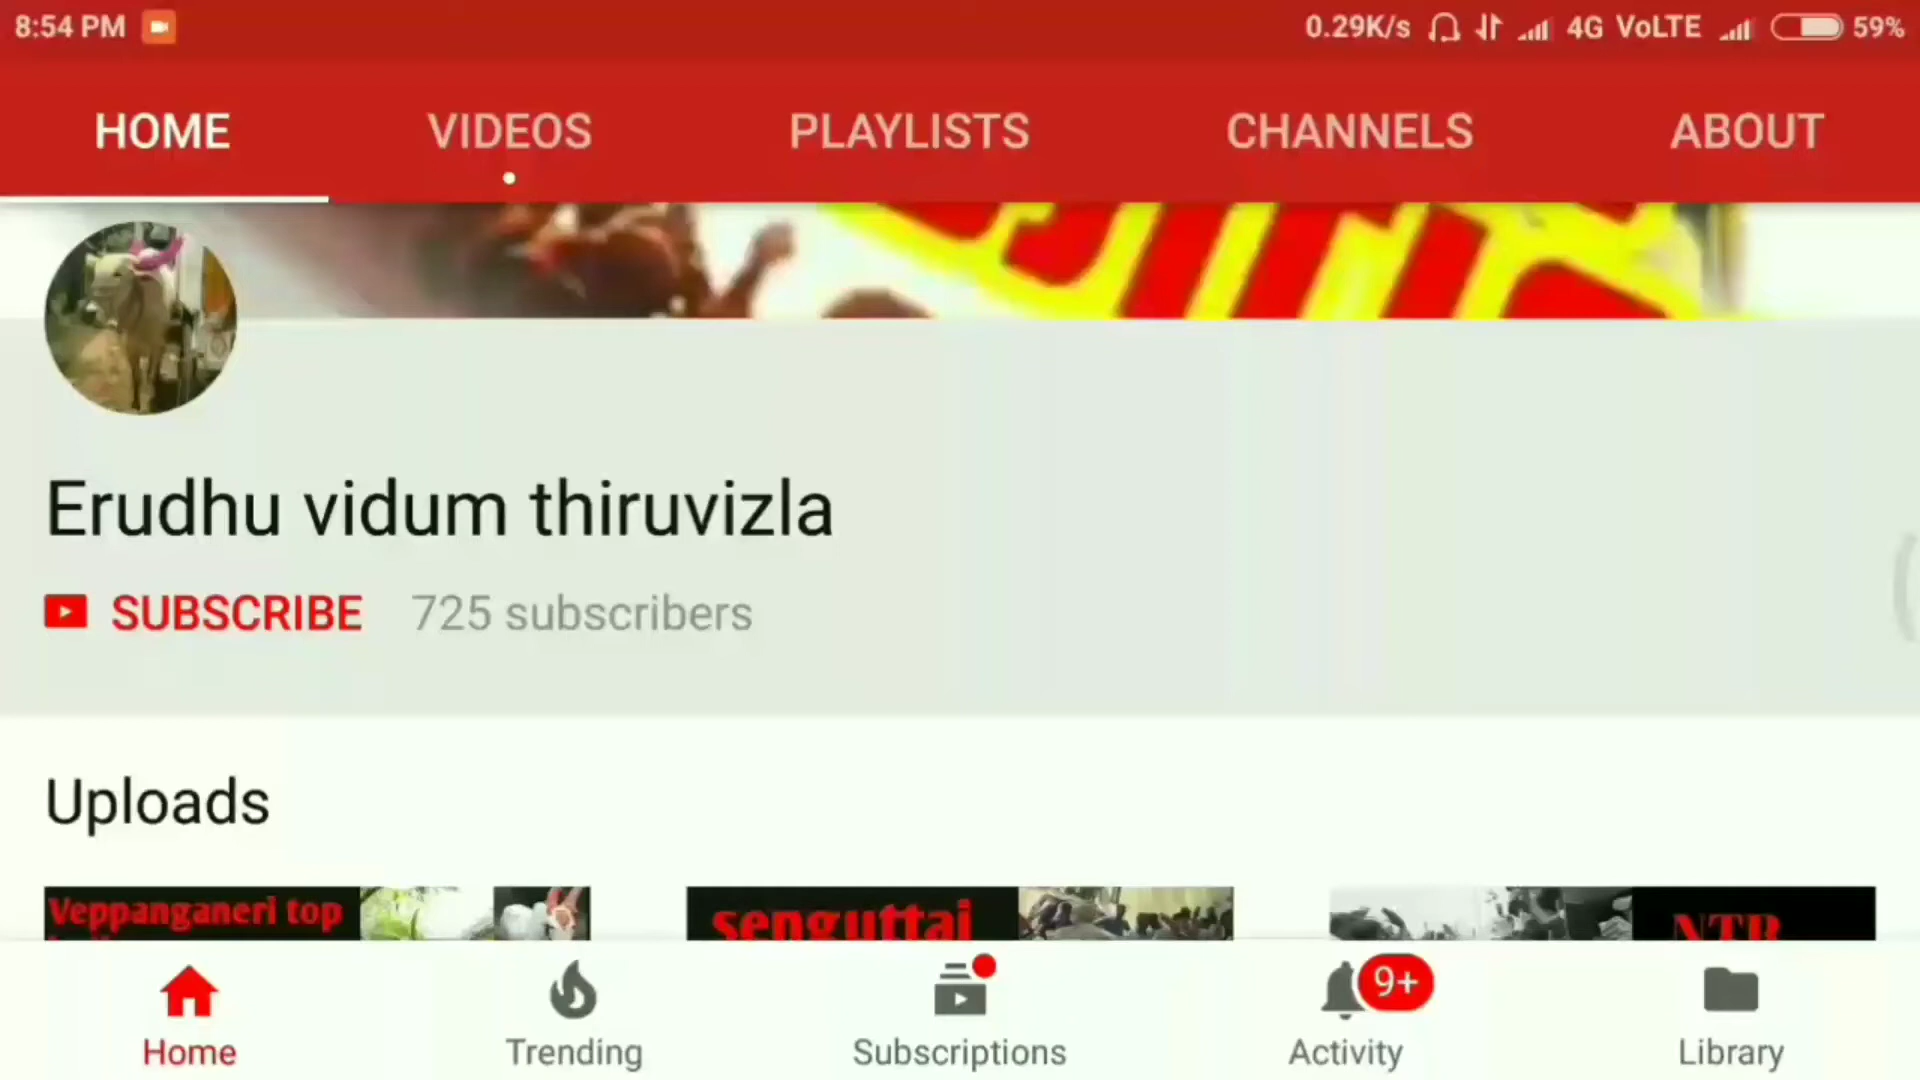 8:54 PM 0.29K/s 4G VoLTE 59%
HOME VIDEOS PLAYLISTS CHANNELS ABOUT
Erudhu vidum thiruvizla
SUBSCRIBE 725 subscribers
Uploads
Veppanganeri top
senguttai
NTR
9+
Home Trending Subscriptions Activity Library